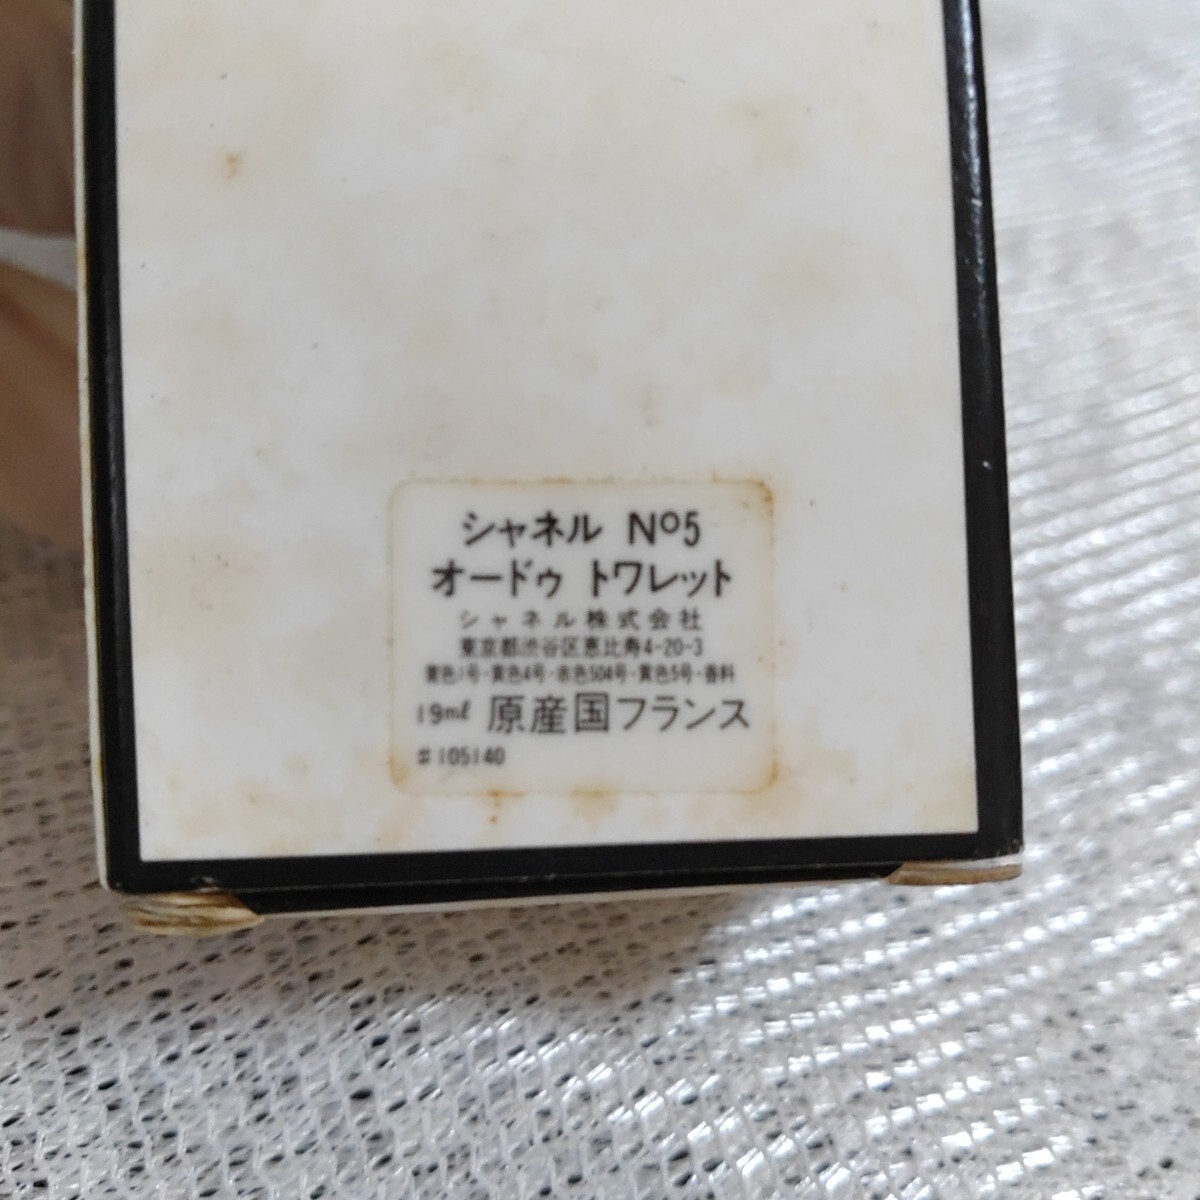 シャネル Nº5
オードゥ トワレット
シャネル株式会社
東京都渋谷区恵比寿4-20-3
黄色1号・黄色4号・赤色504号・黄色5号・香料
19ml 原産国フランス
#105140